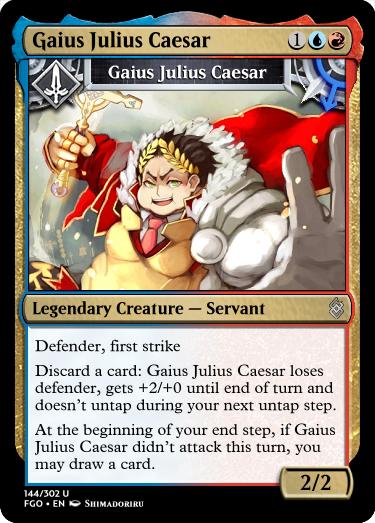 Gaius Julius Caesar 1
Gaius Julius Caesar
Legendary Creature — Servant
Defender, first strike
Discard a card: Gaius Julius Caesar loses
defender, gets +2/+0 until end of turn and
doesn't untap during your next untap step.
At the beginning of your end step, if Gaius
Julius Caesar didn't attack this turn, you
may draw a card.
2/2
144/302 U
FGO • EN Shimadoriru